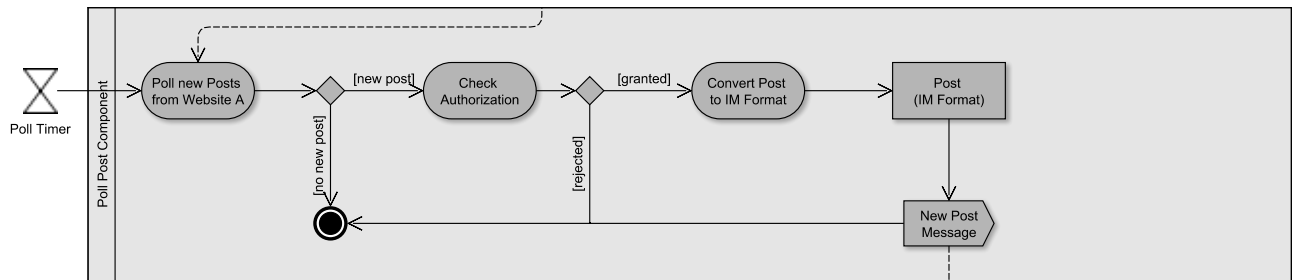 Poll Timer
Poll Post Component
Poll new Posts
from Website A
[new post]
[no new post]
Check
Authorization
[granted]
[rejected]
Convert Post
to IM Format
Post
(IM Format)
New Post
Message